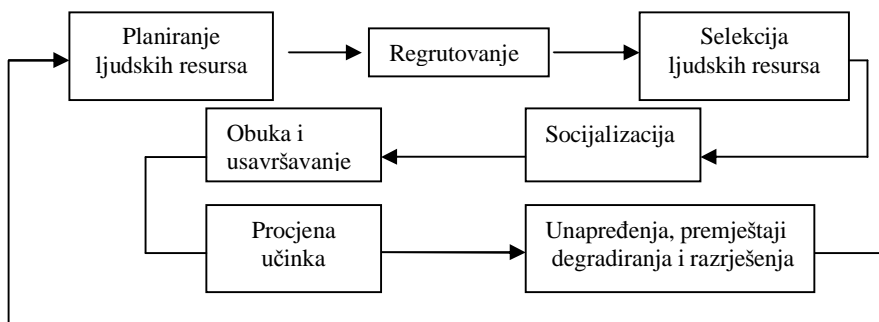 Planiranje
ljudskih resursa
Regrutovanje
Selekcija
ljudskih resursa
Obuka i
usavršavanje
Socijalizacija
Procjena
učinka
Unapređenja, premještaji
degradiranja i razrješenja